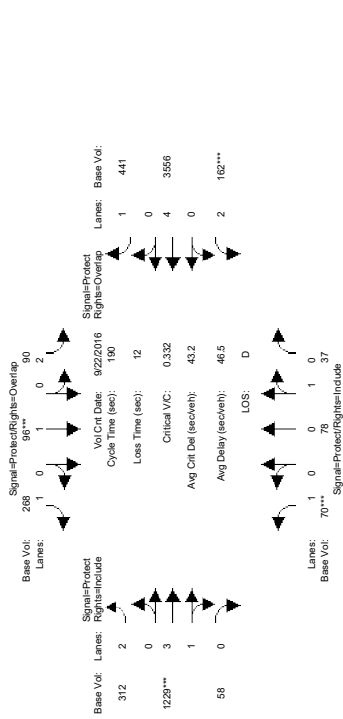 Signal=Protect/Rights=Overlap
Base Vol: 268 96*** 90
Lanes: 1 0 1 0 2
Signal=Protect Signal=Protect
Base Vol: Lanes: Rights=Include Vol Cnt Date: 9/22/2016 Rights=Overlap Lanes: Base Vol:
312 2 Cycle Time (sec): 190 1 441
0 Loss Time (sec): 12 0
1229*** 3 Critical V/C: 0.332 4 3556
1 Avg Crit Del (sec/veh): 43.2 0
58 0 Avg Delay (sec/veh): 46.5 2 162***
LOS: D
Lanes: 1 0 1 0
Base Vol: 70*** 78 37
Signal=Protect/Rights=Include